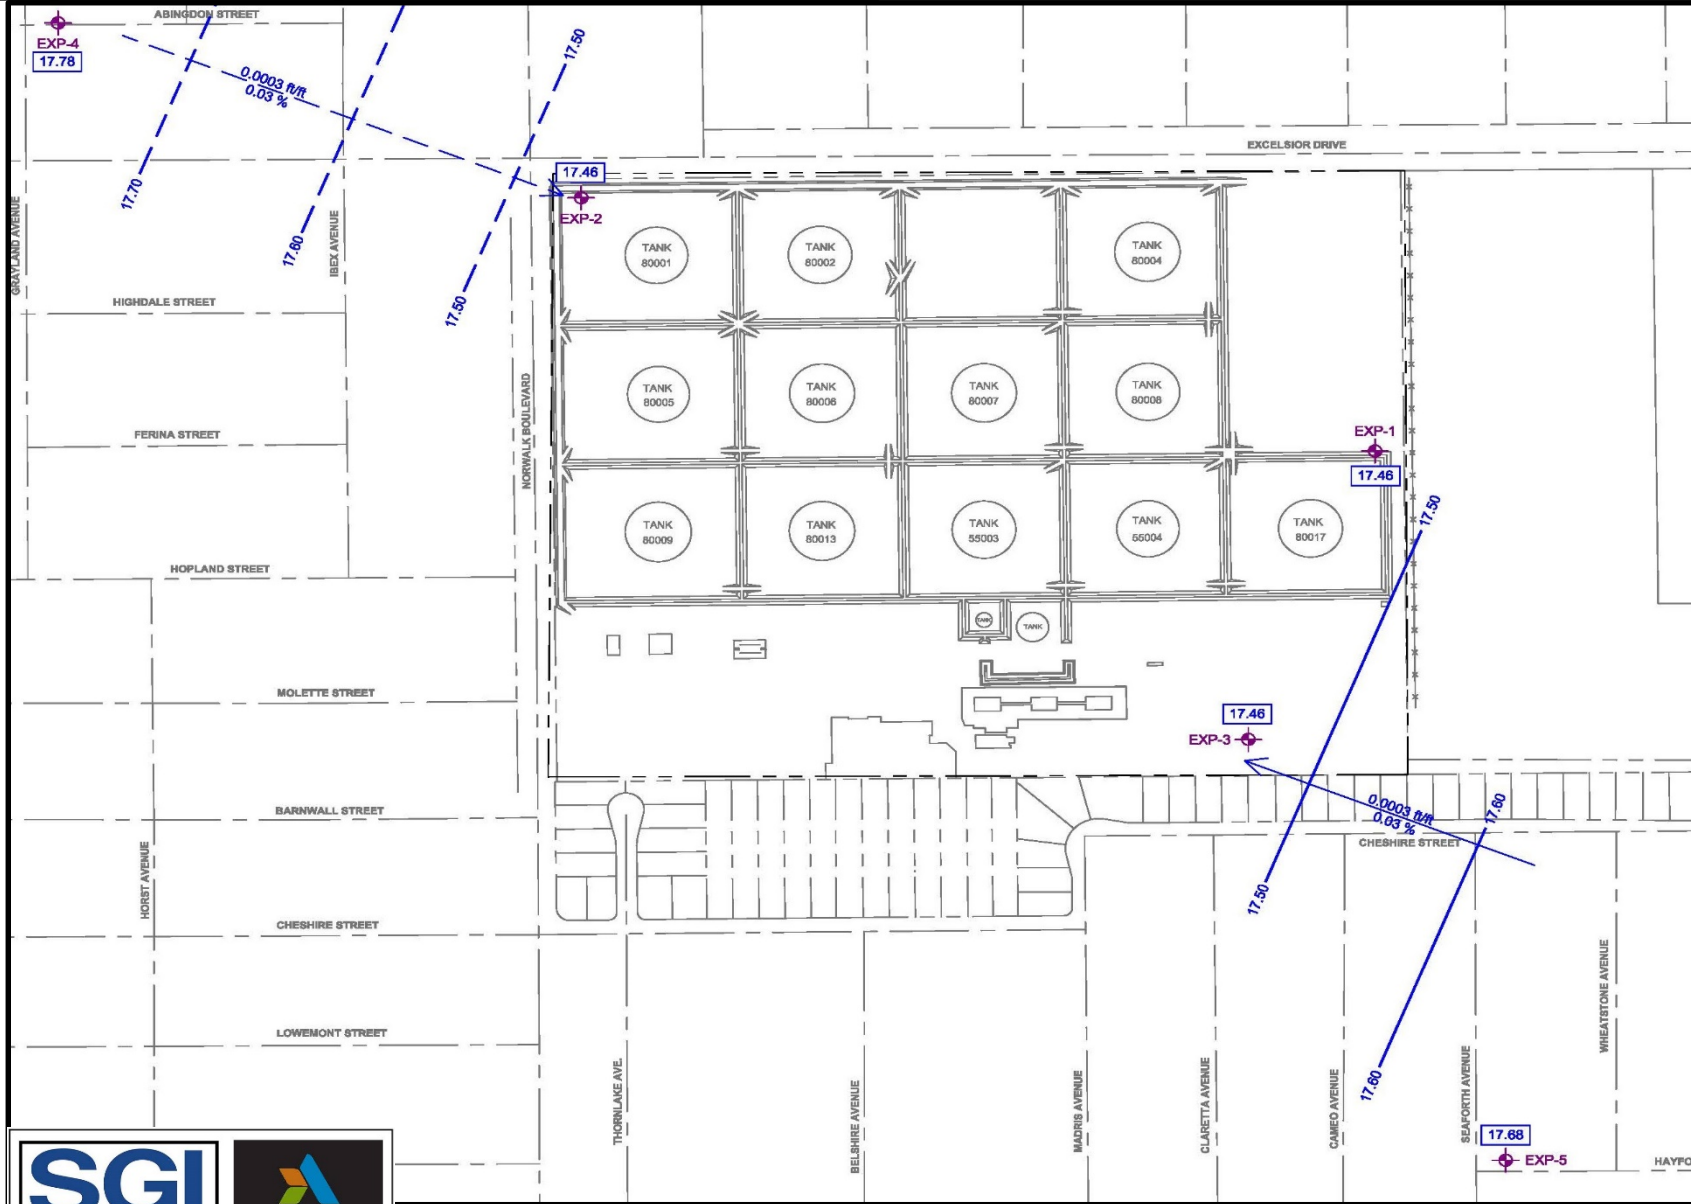 ABINGDON STREET
EXP-4
17.78
0.0003 ft/ft
0.03 %
17.50
EXCELSIOR DRIVE
17.70
17.60
17.50
17.46
EXP-2
GRAYLAND AVENUE
IBEX AVENUE
TANK
80001
TANK
80002
TANK
80004
HIGHDALE STREET
NORWALK BOULEVARD
TANK
80005
TANK
80006
TANK
80007
TANK
80008
FERINA STREET
EXP-1
17.46
17.50
TANK
80009
TANK
80013
TANK
55003
TANK
55004
TANK
80017
HOPLAND STREET
TANK
TANK
MOLETTE STREET
17.46
EXP-3
BARNWALL STREET
0.0003 ft/ft
0.03 %
17.60
CHESHIRE STREET
HORST AVENUE
17.50
CHESHIRE STREET
WHEATSTONE AVENUE
LOWEMONT STREET
THORNLAKE AVE.
BELSHIRE AVENUE
MADRIS AVENUE
CLARETTA AVENUE
CAMEO AVENUE
17.60
SEAFORTH AVENUE
17.68
EXP-5
HAYFO
SGI